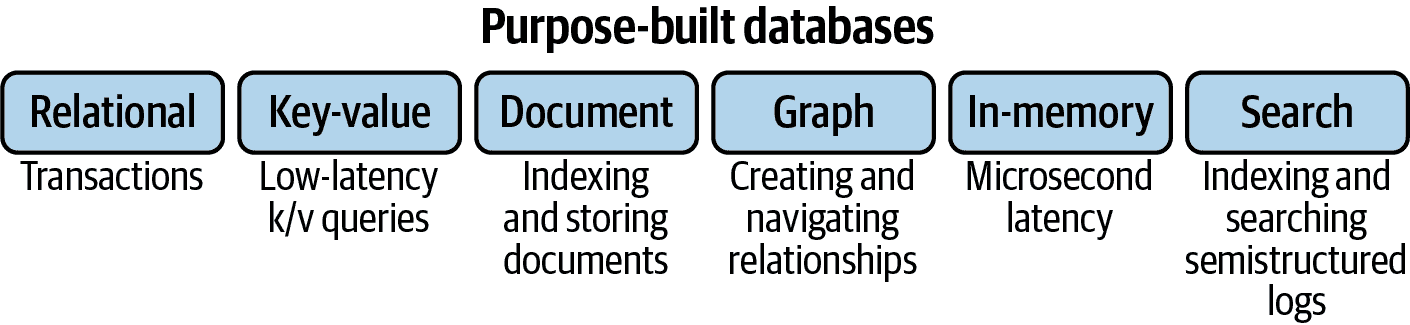 Purpose-built databases
Relational
Transactions
Key-value
Low-latency
k/v queries
Document
Indexing
and storing
documents
Graph
Creating and
navigating
relationships
In-memory
Microsecond
latency
Search
Indexing and
searching
semistructured
logs